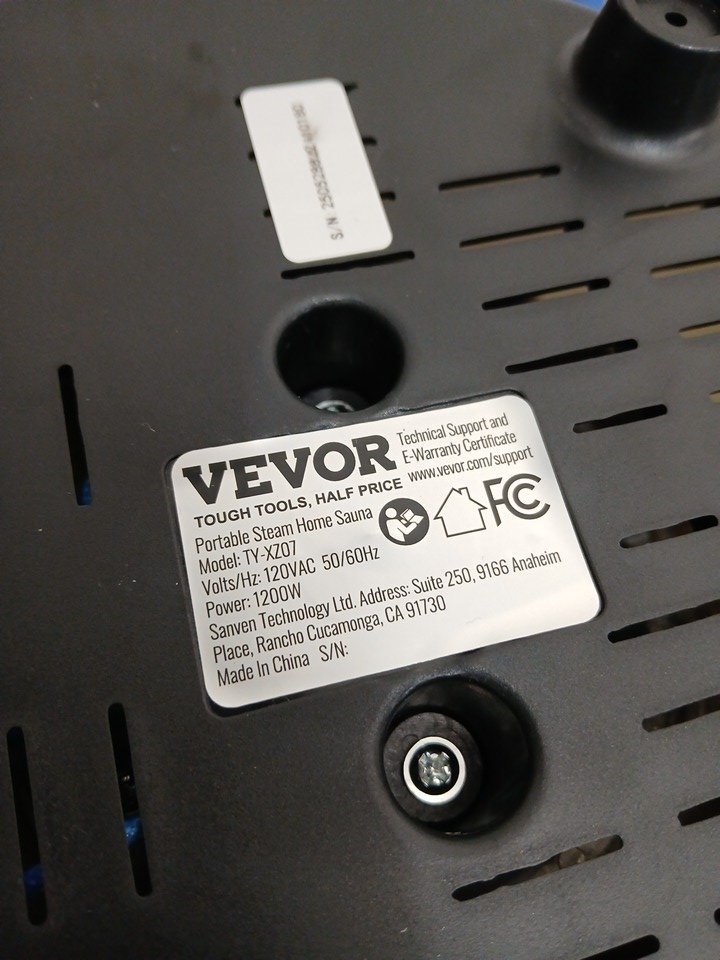 S/N
VEVOR
Technical Support and
E-Warranty Certificate
www.vevor.com/support
TOUGH TOOLS, HALF PRICE
Portable Steam Home Sauna
Model: TY-XZ07
Volts/Hz: 120VAC 50/60Hz
Power: 1200W
Sanven Technology Ltd. Address: Suite 250, 9166 Anaheim
Place, Rancho Cucamonga, CA 91730
Made In China S/N:
FC